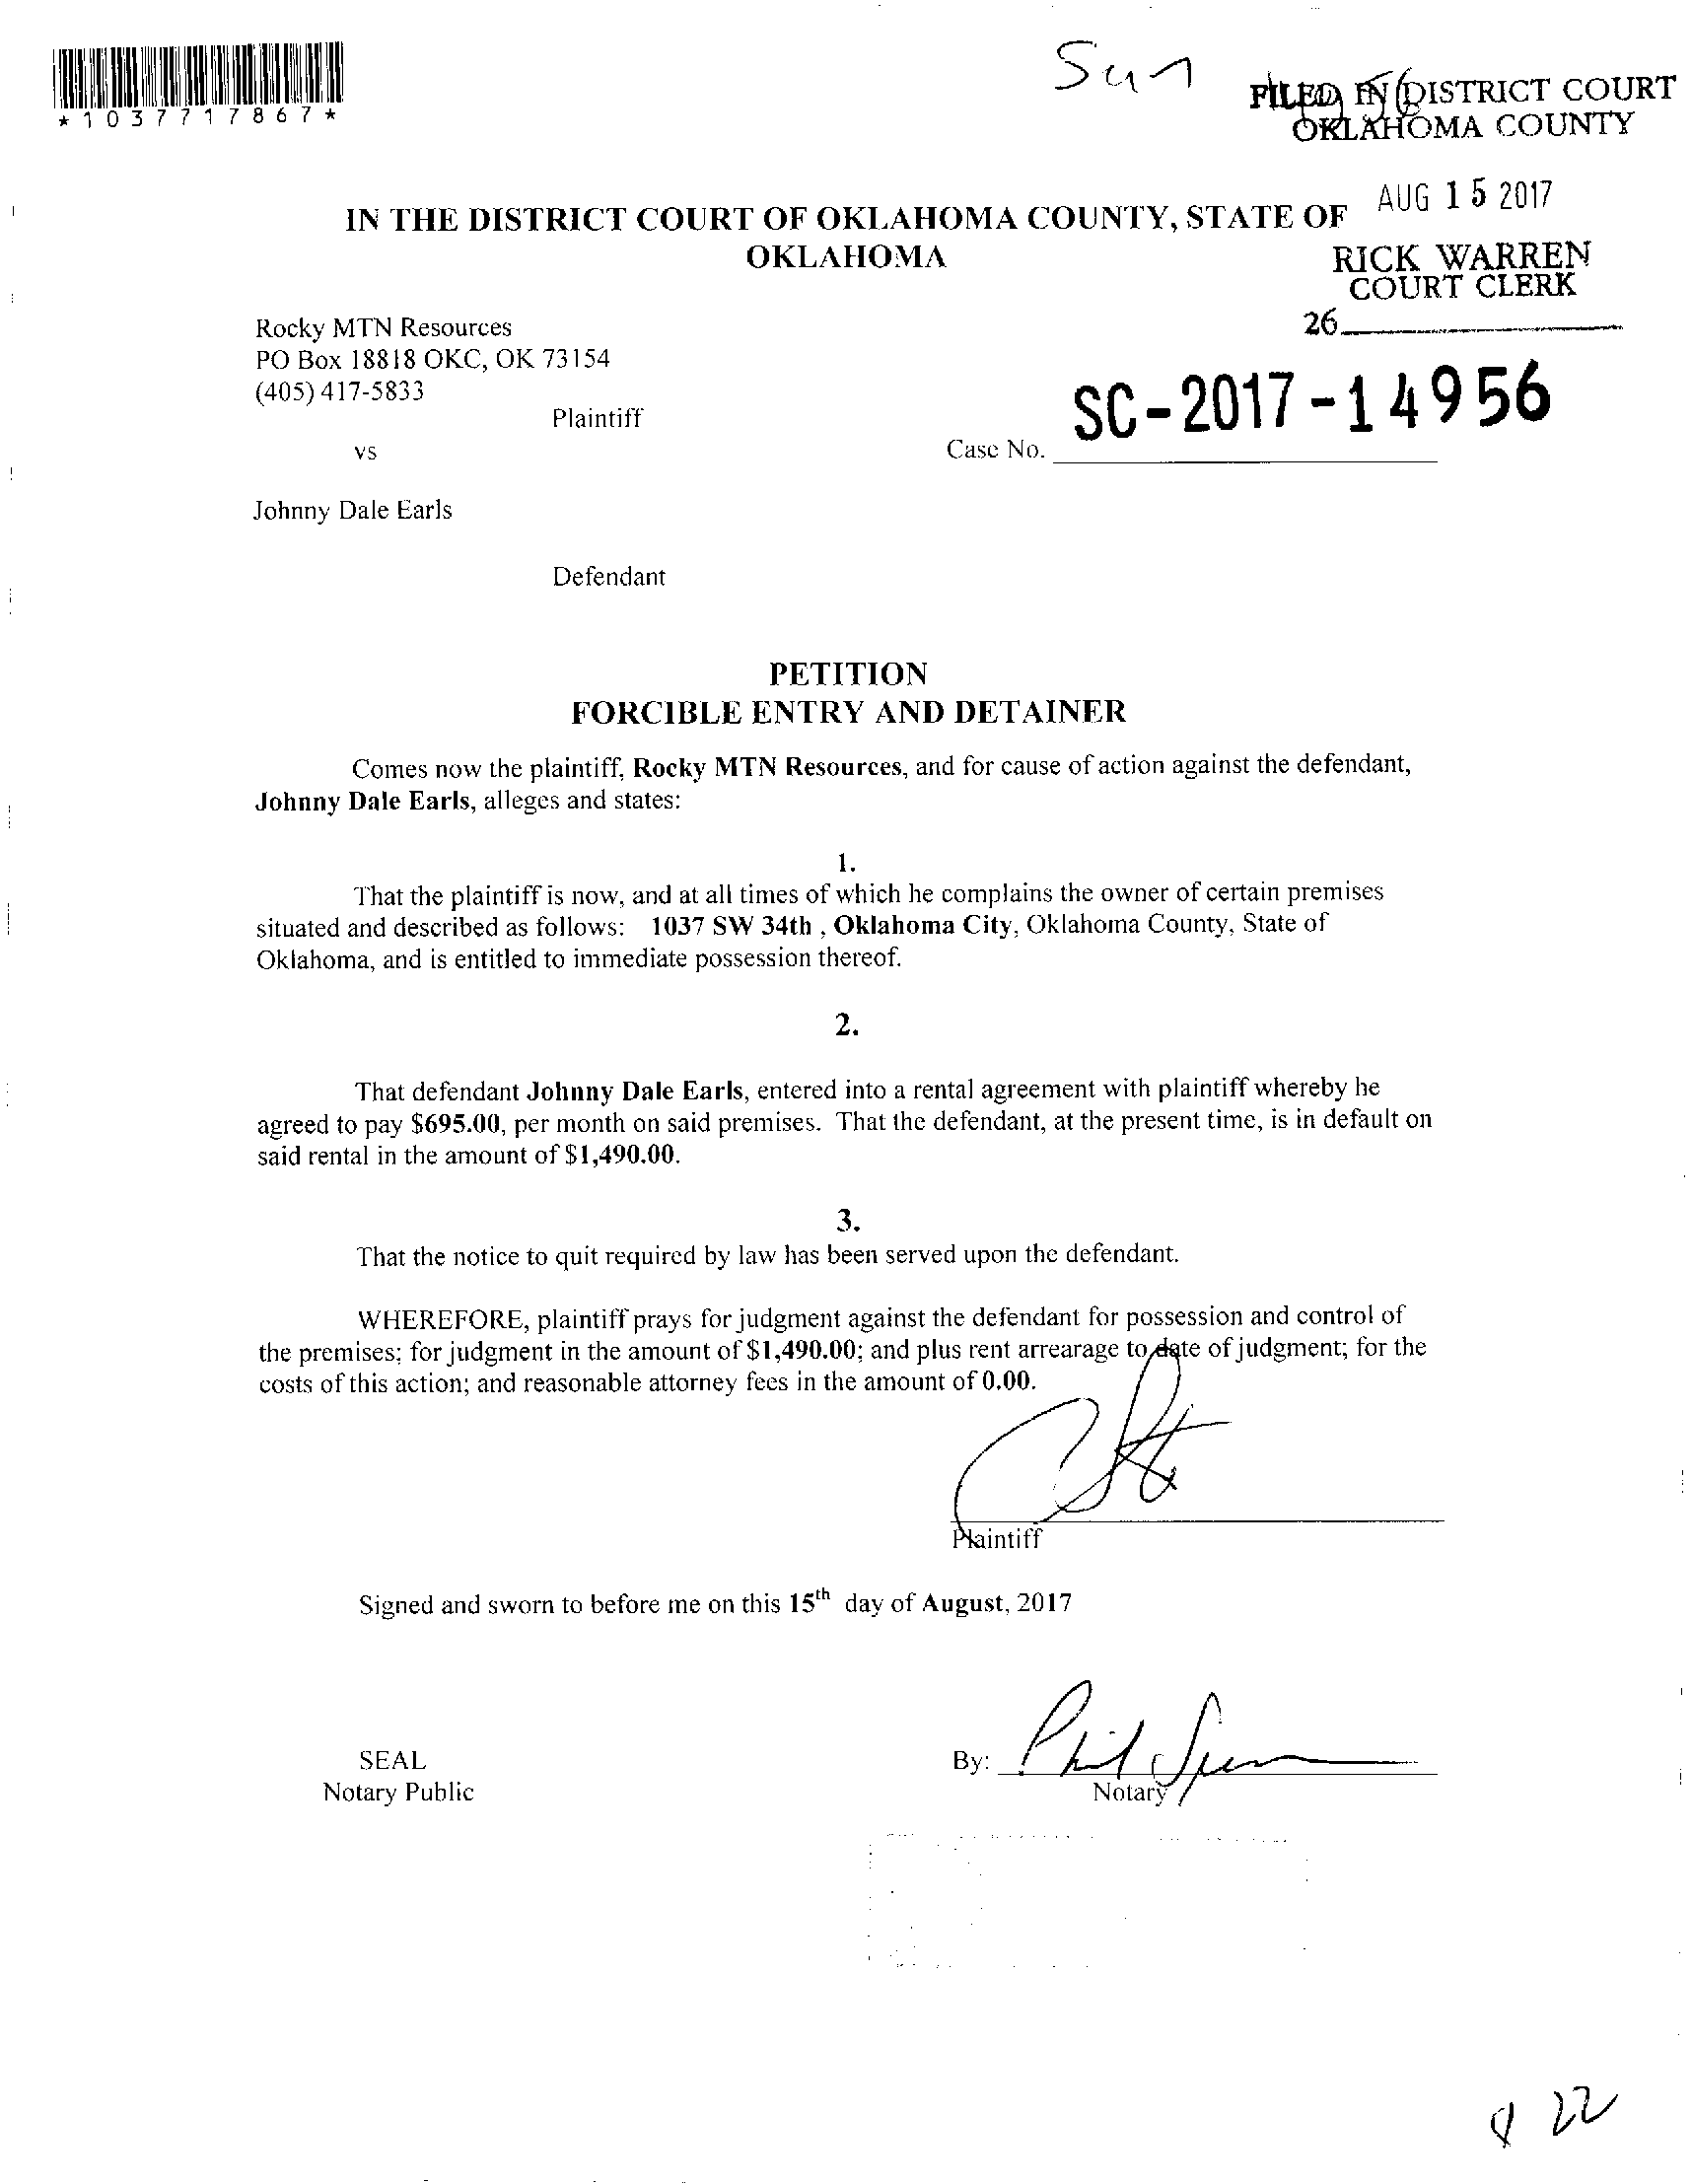 *1037717867*
FILED IN DISTRICT COURT
OKLAHOMA COUNTY
AUG 15 2017
RICK WARREN
COURT CLERK
26
IN THE DISTRICT COURT OF OKLAHOMA COUNTY, STATE OF
OKLAHOMA
Rocky MTN Resources
PO Box 18818 OKC, OK 73154
(405) 417-5833
Plaintiff
vs
Case No. SC-2017-14956
Johnny Dale Earls
Defendant
PETITION
FORCIBLE ENTRY AND DETAINER
Comes now the plaintiff, Rocky MTN Resources, and for cause of action against the defendant,
Johnny Dale Earls, alleges and states:
1.
That the plaintiff is now, and at all times of which he complains the owner of certain premises
situated and described as follows: 1037 SW 34th , Oklahoma City, Oklahoma County, State of
Oklahoma, and is entitled to immediate possession thereof.
2.
That defendant Johnny Dale Earls, entered into a rental agreement with plaintiff whereby he
agreed to pay $695.00, per month on said premises. That the defendant, at the present time, is in default on
said rental in the amount of $1,490.00.
3.
That the notice to quit required by law has been served upon the defendant.
WHEREFORE, plaintiff prays for judgment against the defendant for possession and control of
the premises; for judgment in the amount of $1,490.00; and plus rent arrearage to date of judgment; for the
costs of this action; and reasonable attorney fees in the amount of 0.00.
Plaintiff
Signed and sworn to before me on this 15th day of August, 2017
SEAL
Notary Public
By: Phil
Notary
22